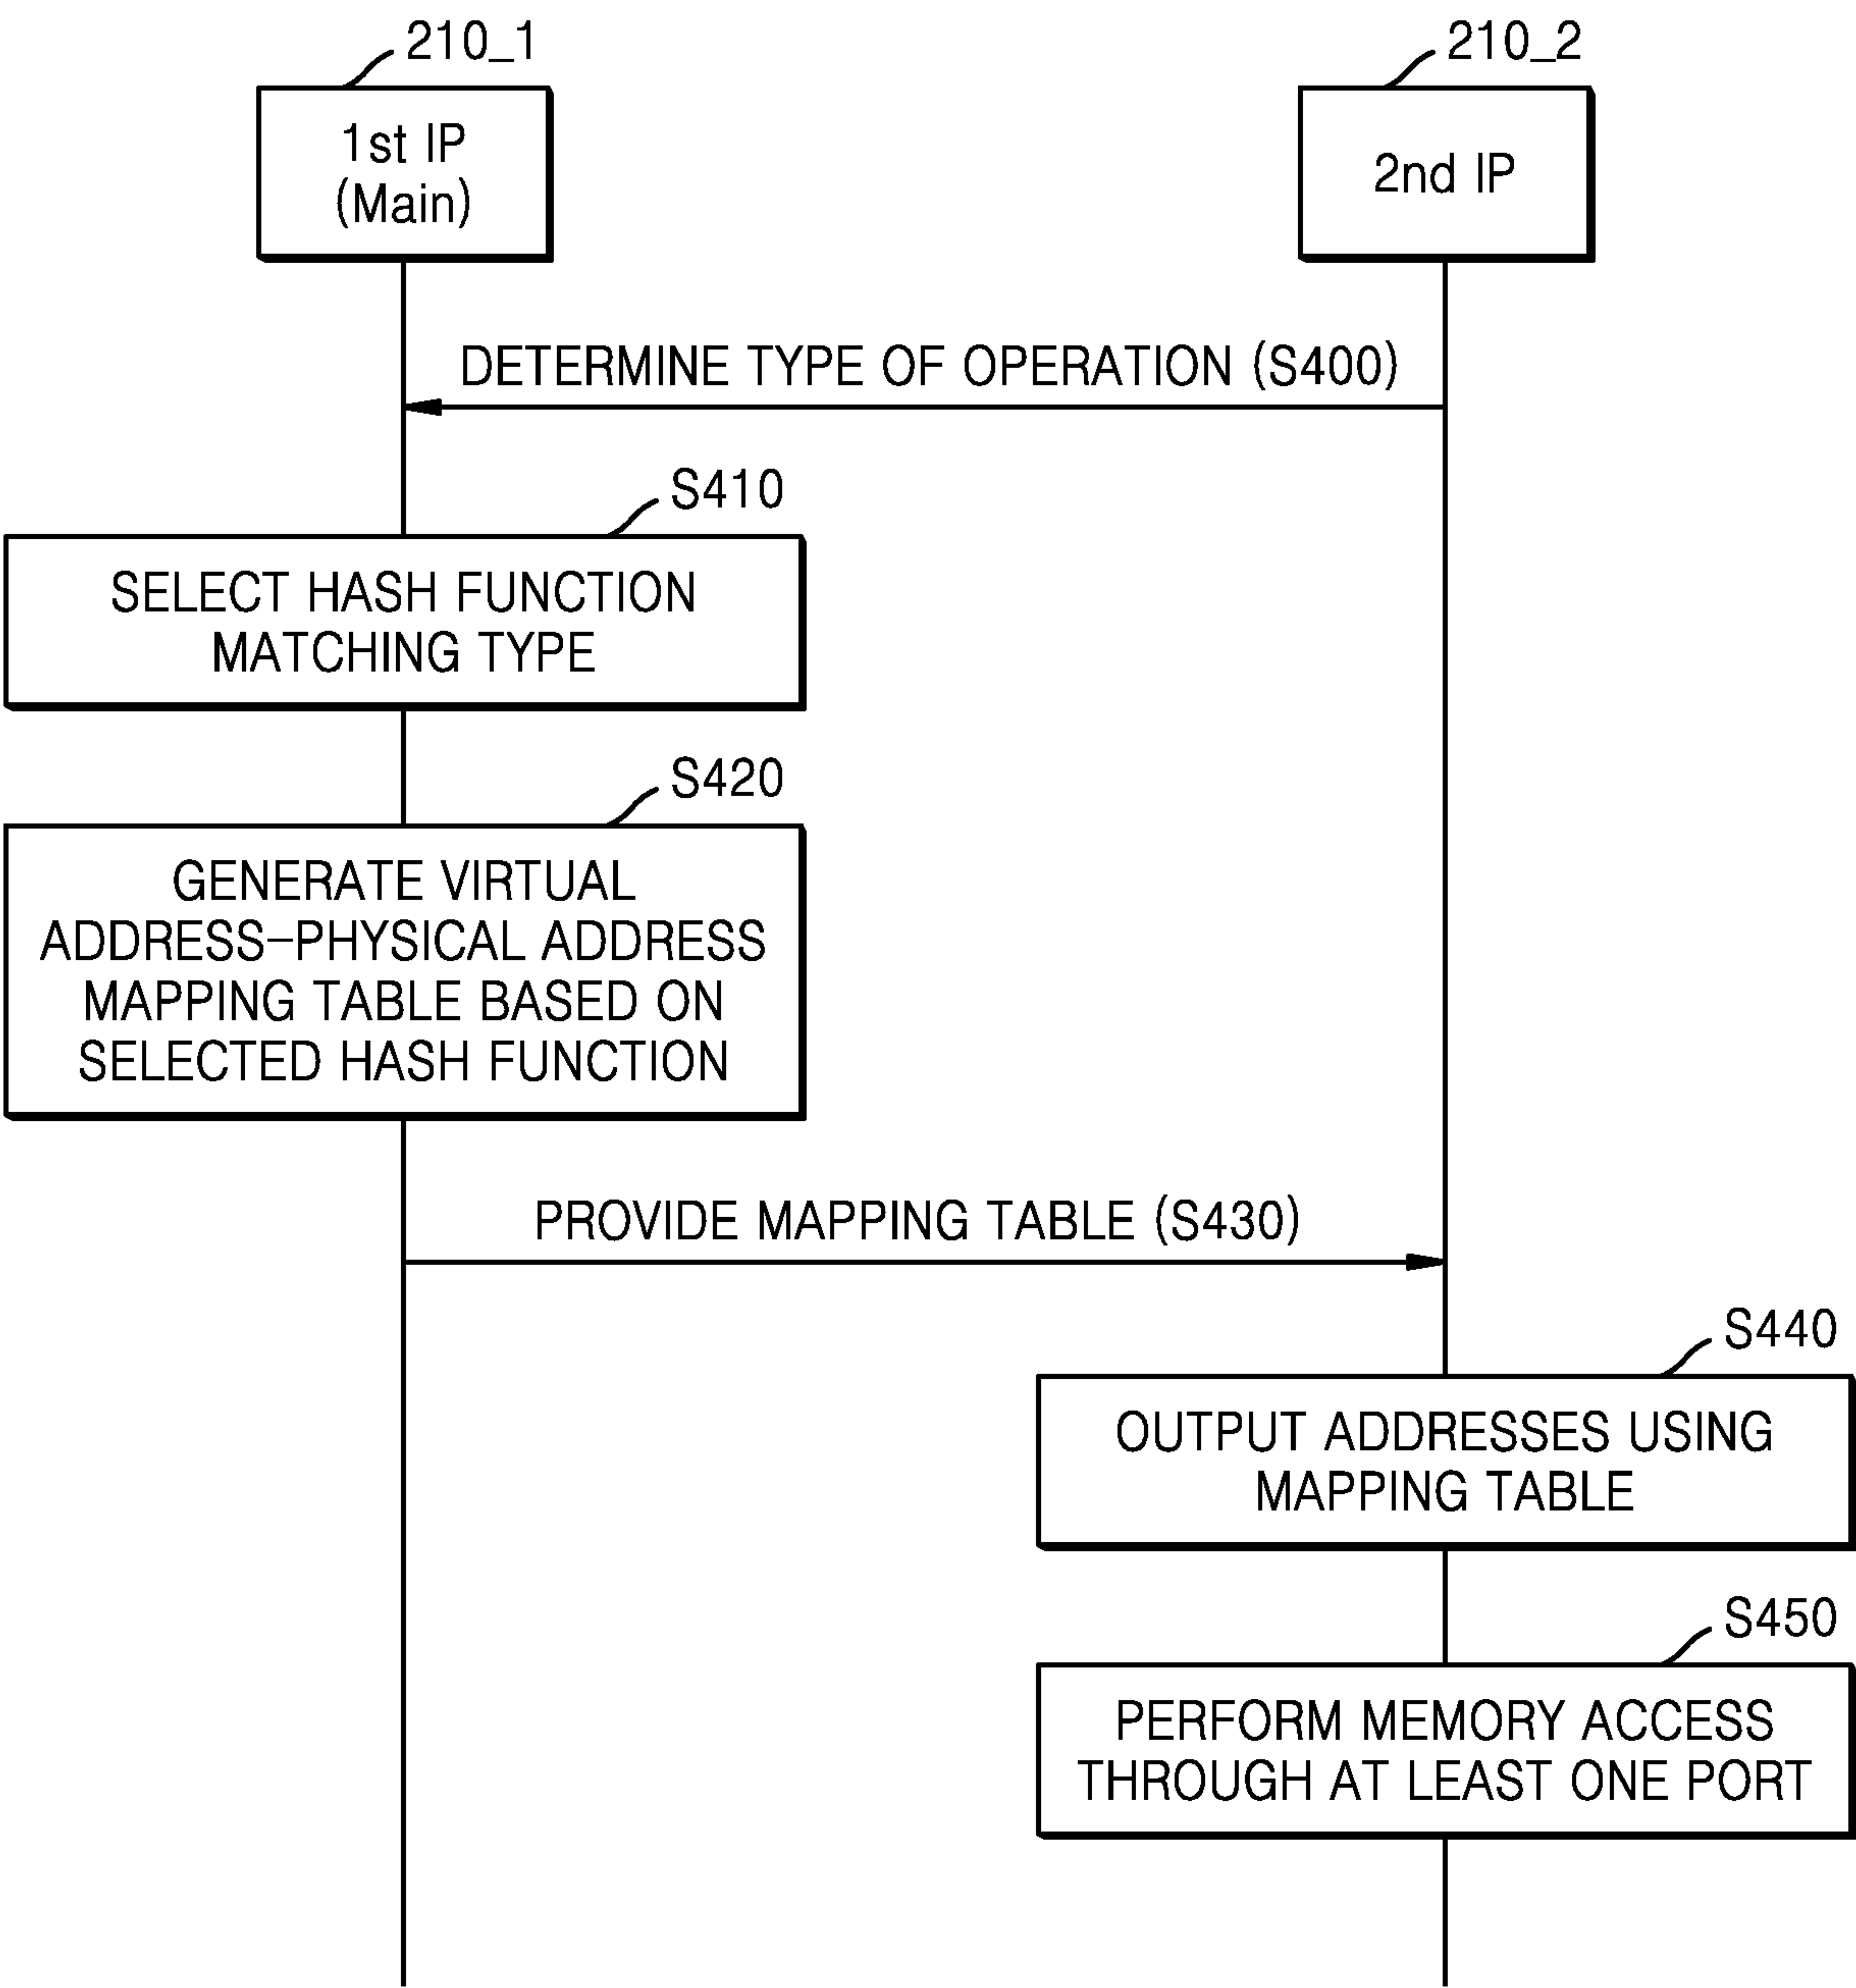 210_1
210_2
1st IP
(Main)
2nd IP
DETERMINE TYPE OF OPERATION (S400)
S410
SELECT HASH FUNCTION
MATCHING TYPE
S420
GENERATE VIRTUAL
ADDRESS-PHYSICAL ADDRESS
MAPPING TABLE BASED ON
SELECTED HASH FUNCTION
PROVIDE MAPPING TABLE (S430)
S440
OUTPUT ADDRESSES USING
MAPPING TABLE
S450
PERFORM MEMORY ACCESS
THROUGH AT LEAST ONE PORT